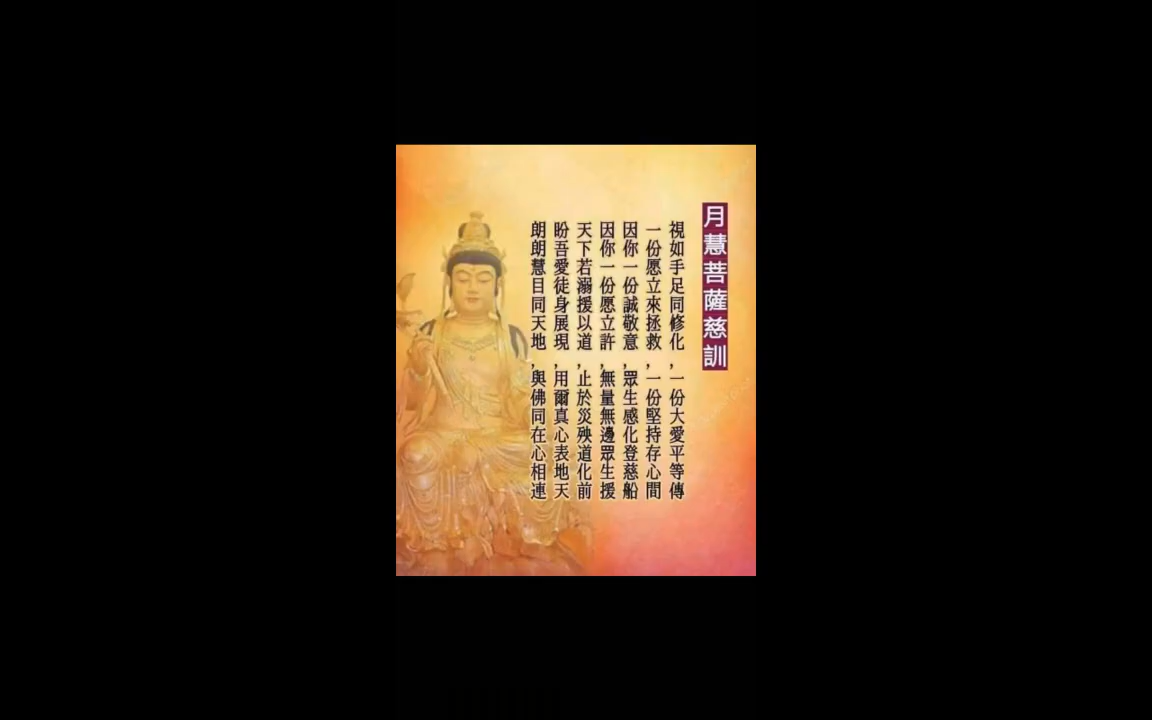 月慧菩薩慈訓
視如手足同修化,一份大愛平等傳
一份愿立來拯救,一份堅持存心間
因你一份誠敬意,眾生感化登慈船
因你一份愿立許,無量無邊眾生援
天下若溺援以道,止於災殃道化前
盼吾愛徒身展現,用爾真心表地天
朗朗慧目同天地,與佛同在心相連